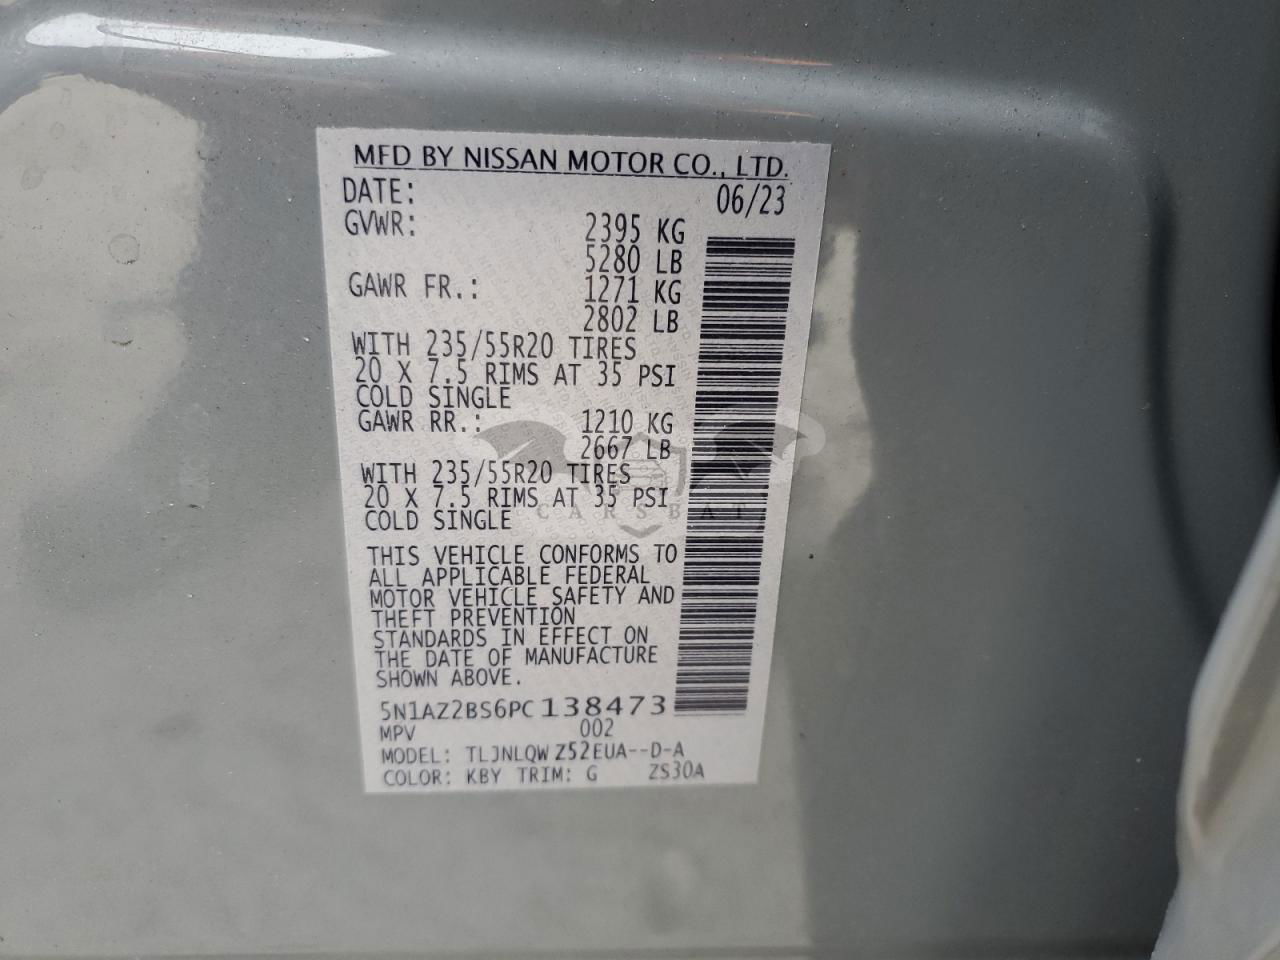 MFD BY NISSAN MOTOR CO., LTD.
DATE: 06/23
GVWR: 2395 KG
5280 LB
GAWR FR.: 1271 KG
2802 LB
WITH 235/55R20 TIRES
20 X 7.5 RIMS AT 35 PSI
COLD SINGLE
GAWR RR.: 1210 KG
2667 LB
WITH 235/55R20 TIRES
20 X 7.5 RIMS AT 35 PSI
COLD SINGLE
CARSBAT
THIS VEHICLE CONFORMS TO
ALL APPLICABLE FEDERAL
MOTOR VEHICLE SAFETY AND
THEFT PREVENTION
STANDARDS IN EFFECT ON
THE DATE OF MANUFACTURE
SHOWN ABOVE.
5N1AZ2BS6PC138473
MPV 002
MODEL: TLJNLQW Z52EUA--D-A
COLOR: KBY TRIM: G ZS30A